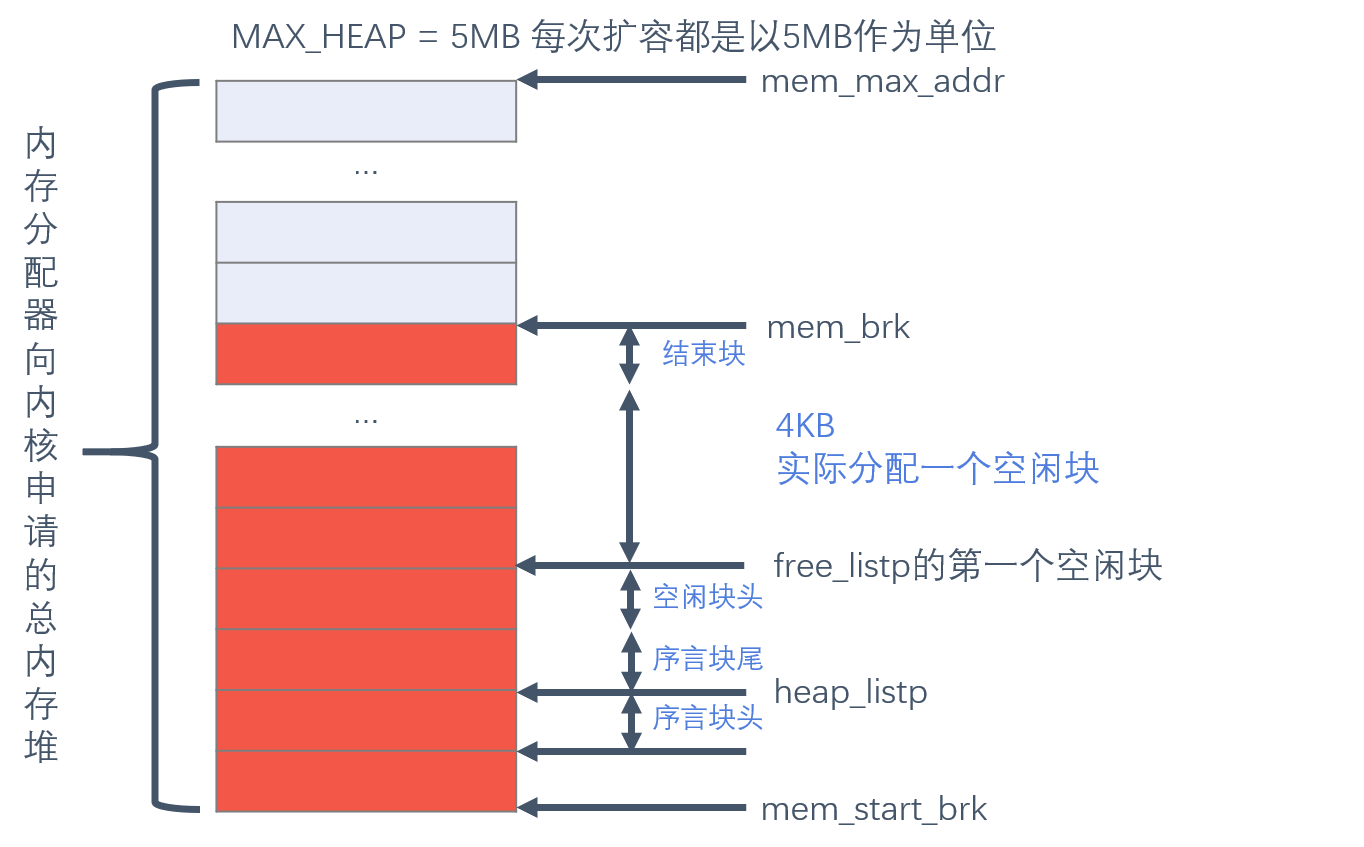 MAX_HEAP = 5MB 每次扩容都是以5MB作为单位
mem_max_addr
内存分配器向内核申请的总内存堆
...
mem_brk
结束块
...
4KB
实际分配一个空闲块
free_listp的第一个空闲块
空闲块头
序言块尾
heap_listp
序言块头
mem_start_brk